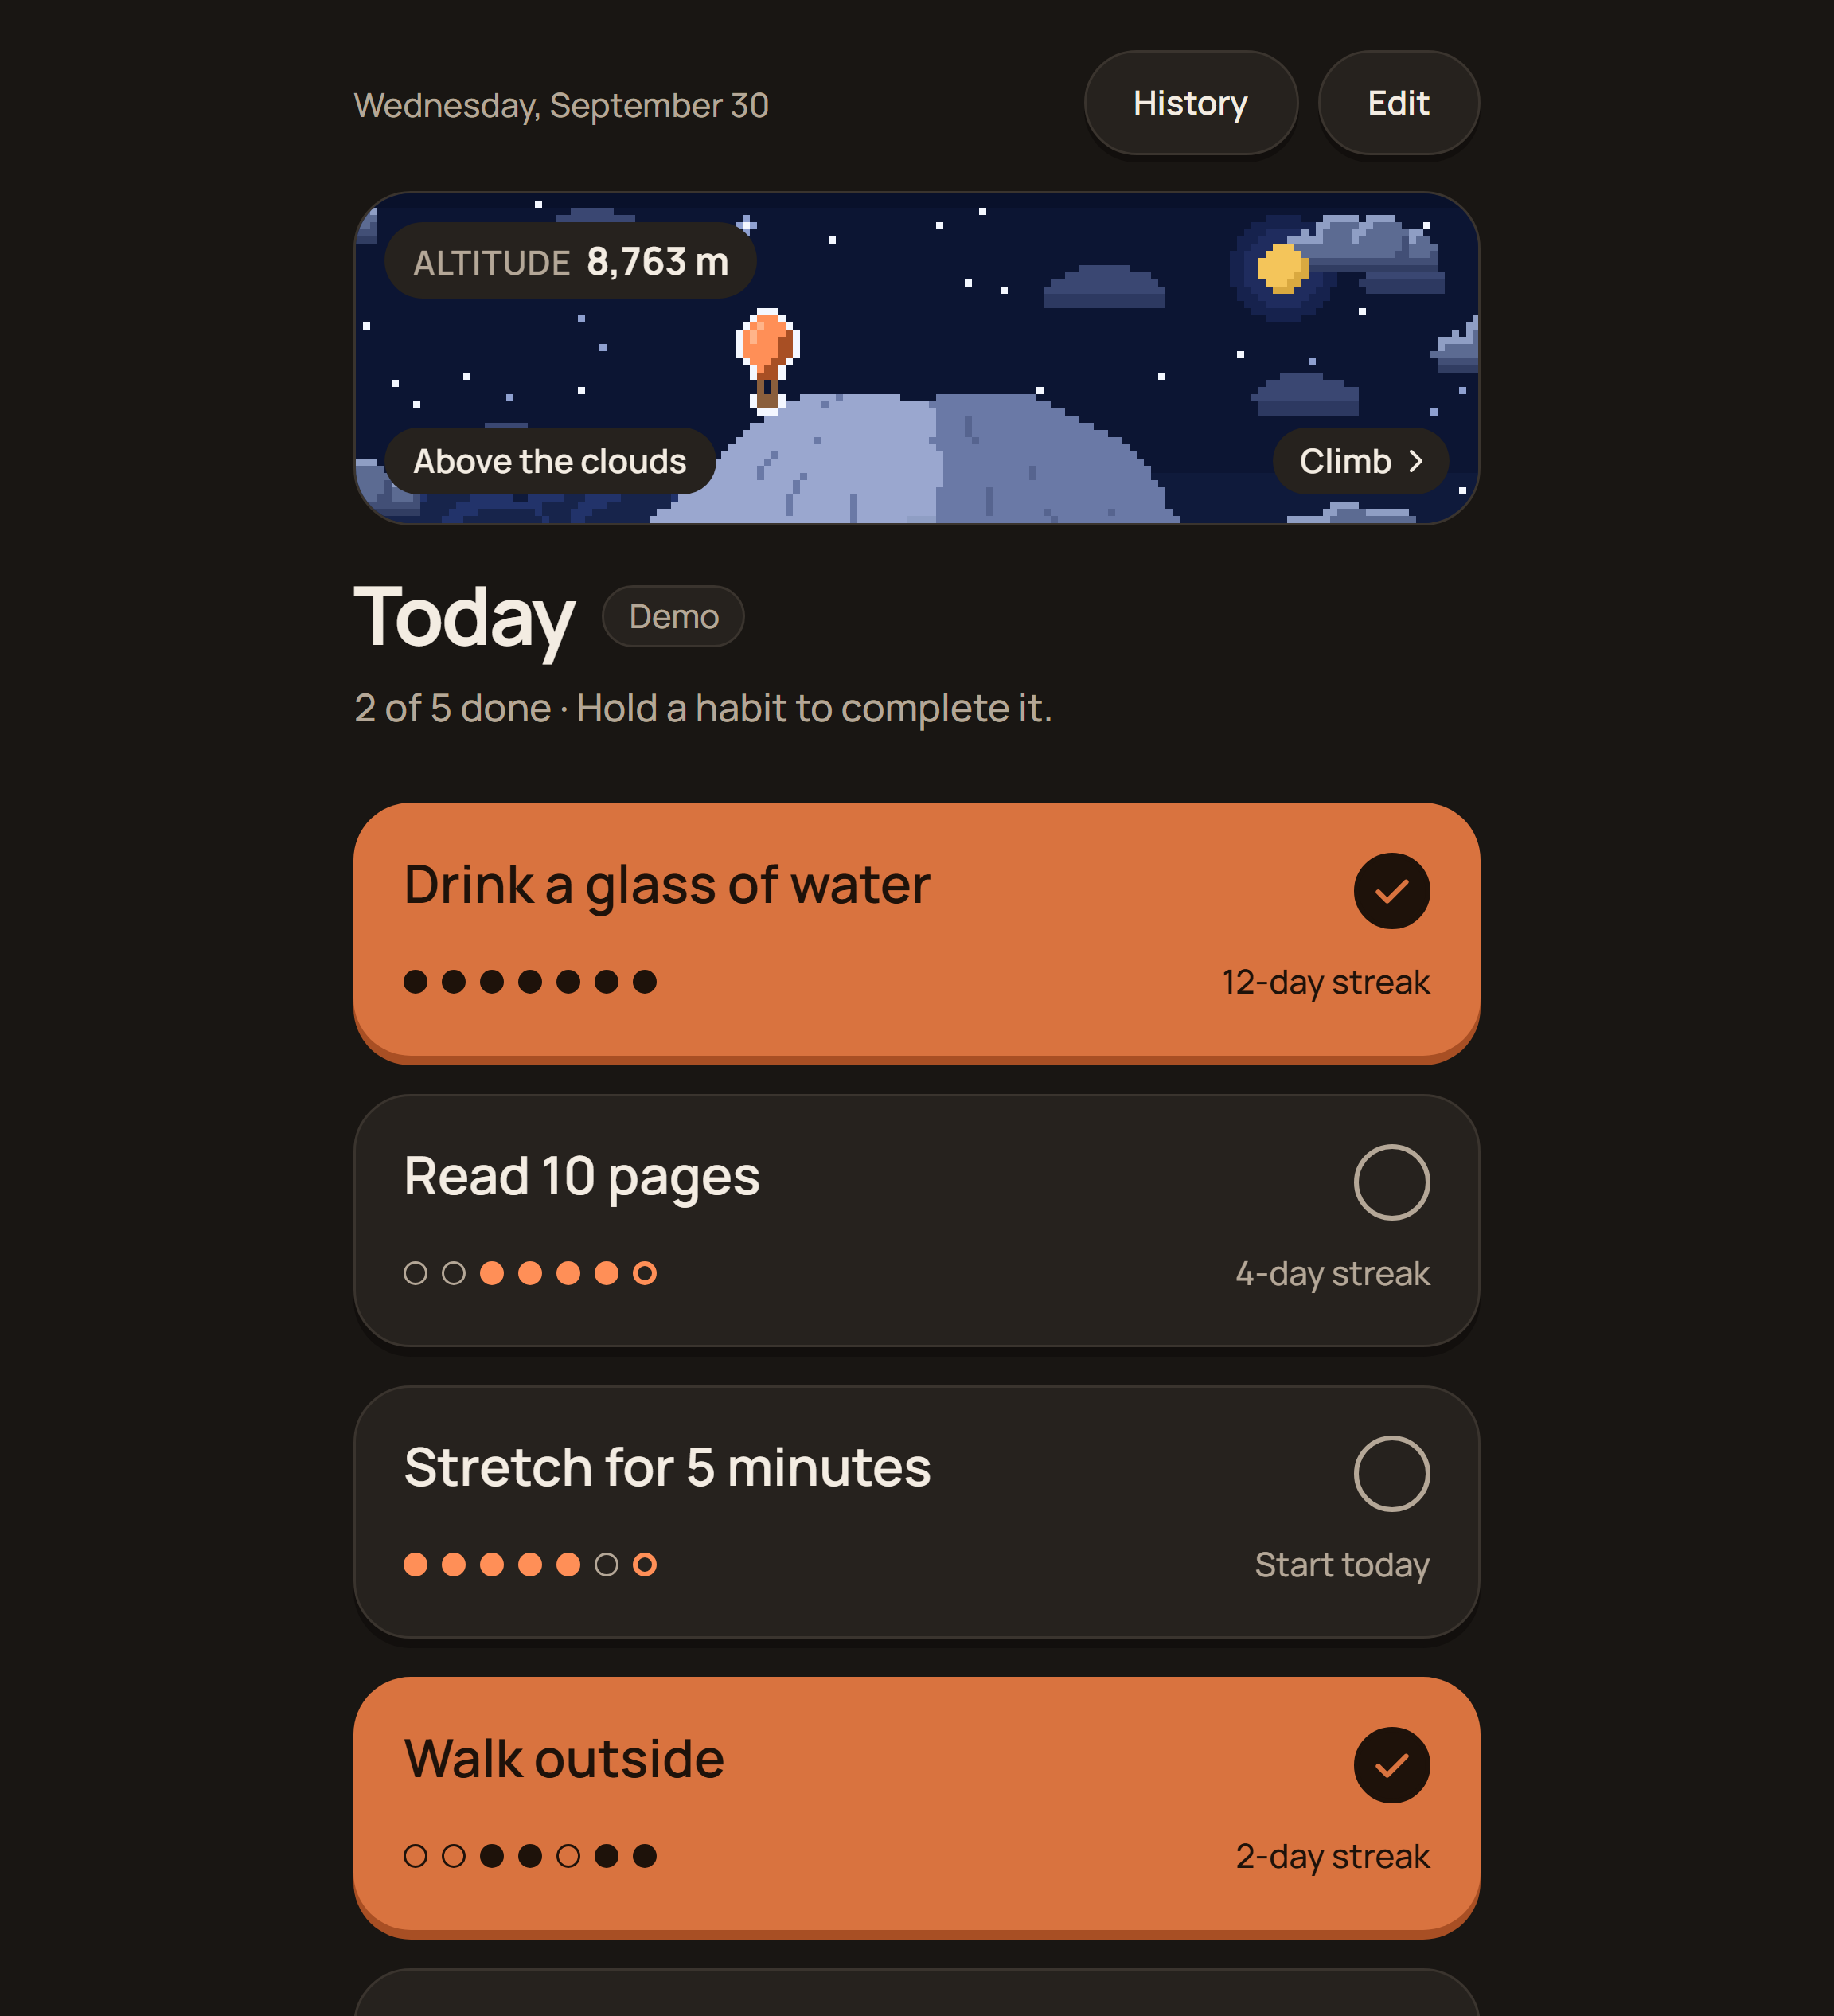 Wednesday, September 30
History
Edit
ALTITUDE 8,763 m
Above the clouds
Climb
Today
Demo
2 of 5 done · Hold a habit to complete it.
Drink a glass of water
12-day streak
Read 10 pages
4-day streak
Stretch for 5 minutes
Start today
Walk outside
2-day streak